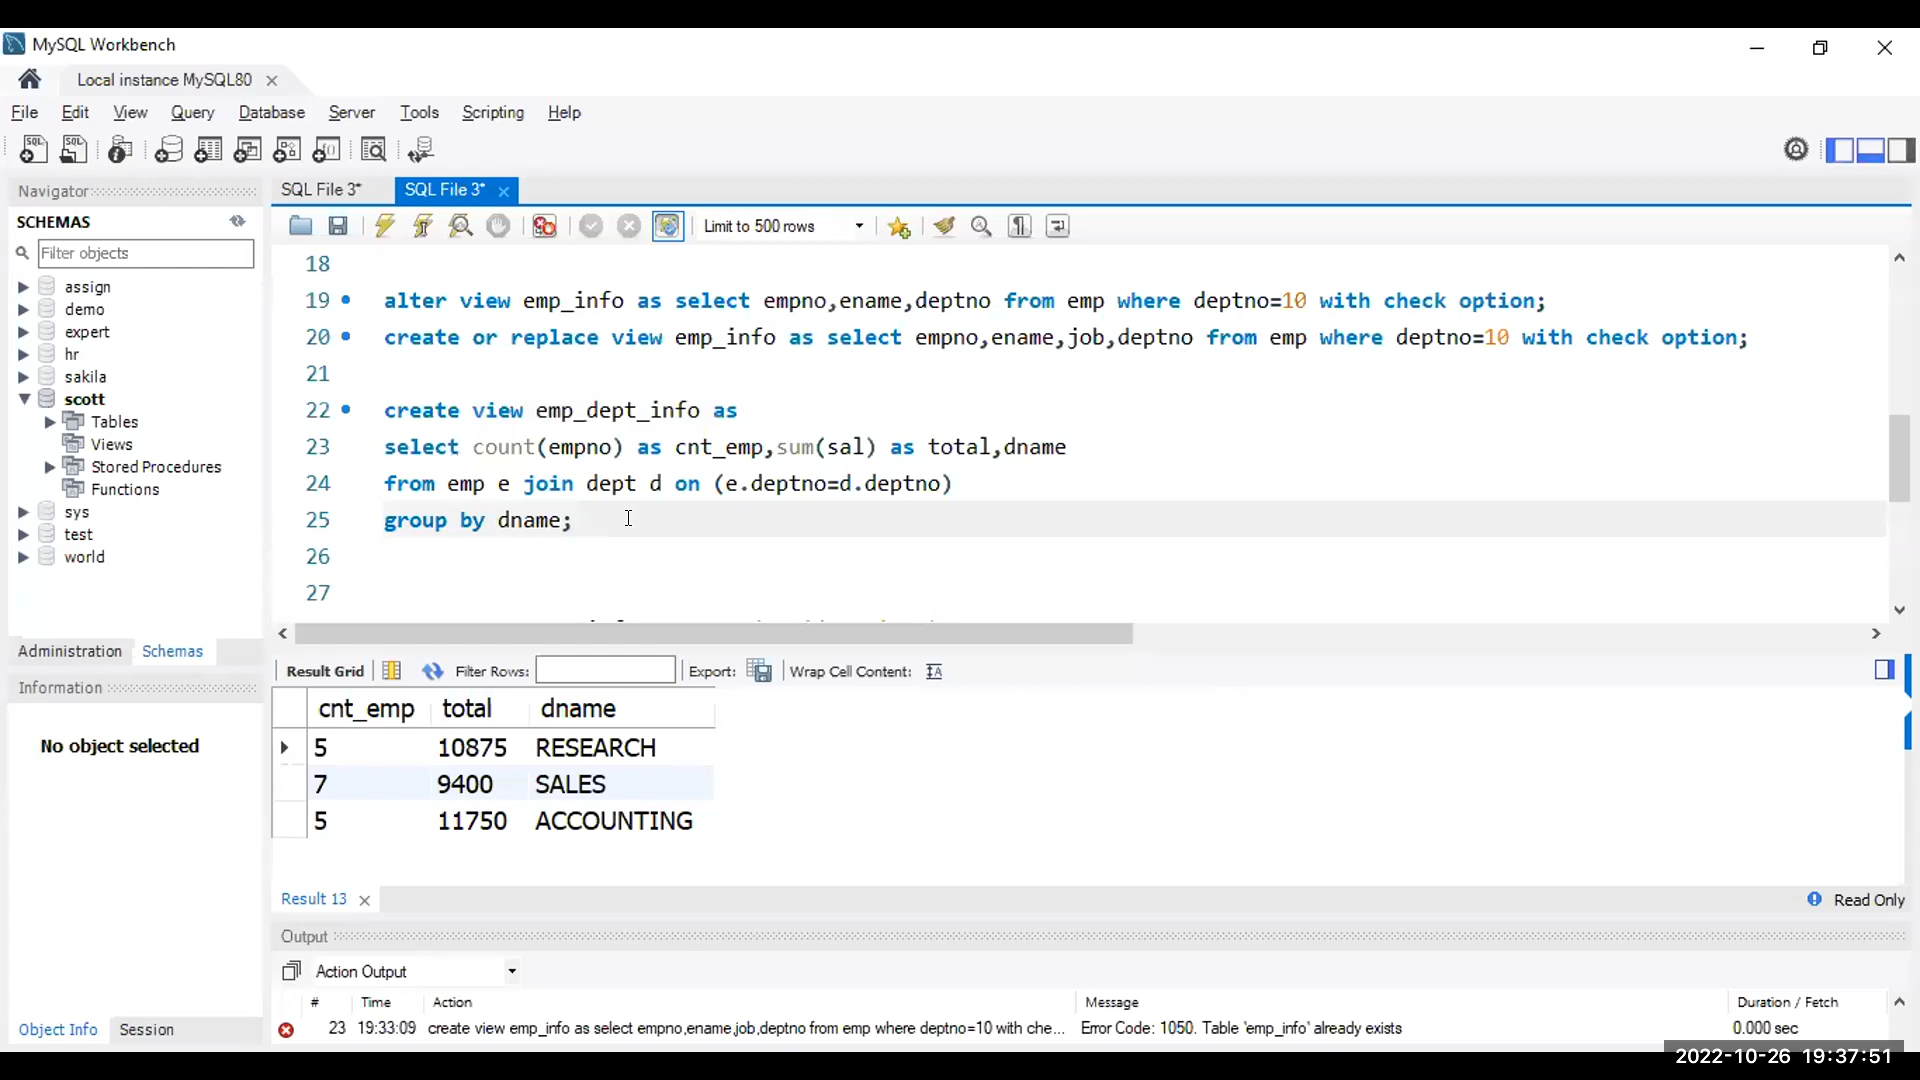 MySQL Workbench
Local instance MySQL80
File Edit View Query Database Server Tools Scripting Help
Navigator
SQL File 3* SQL File 3*
SCHEMAS
Limit to 500 rows
Filter objects
assign
demo
expert
hr
sakila
scott
Tables
Views
Stored Procedures
Functions
sys
test
world
18
19 alter view emp_info as select empno,ename,deptno from emp where deptno=10 with check option;
20 create or replace view emp_info as select empno,ename,job,deptno from emp where deptno=10 with check option;
21
22 create view emp_dept_info as
23 select count(empno) as cnt_emp,sum(sal) as total,dname
24 from emp e join dept d on (e.deptno=d.deptno)
25 group by dname;
26
27
Administration Schemas
Information
No object selected
Result Grid Filter Rows: Export: Wrap Cell Content:
cnt_emp total dname
5 10875 RESEARCH
7 9400 SALES
5 11750 ACCOUNTING
Result 13
Read Only
Output
Action Output
# Time Action Message Duration / Fetch
23 19:33:09 create view emp_info as select empno,ename,job,deptno from emp where deptno=10 with che... Error Code: 1050. Table 'emp_info' already exists 0.000 sec
Object Info Session
2022-10-26 19:37:51